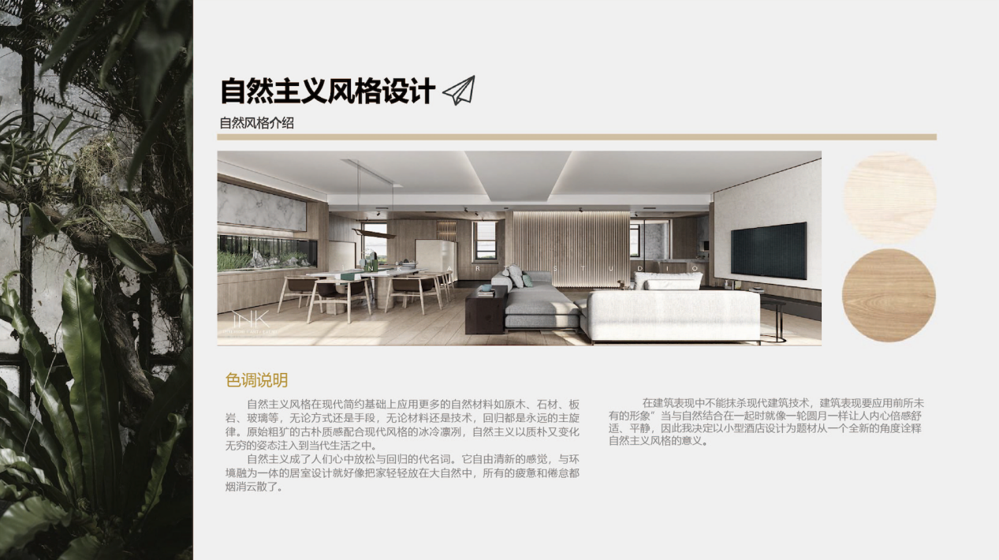 自然主义风格设计
自然风格介绍
N R STUDIO
INK
色调说明
自然主义风格在现代简约基础上应用更多的自然材料如原木、石材、板
岩、玻璃等，无论方式还是手段，无论材料还是技术，回归都是永远的主旋
律。原始粗犷的古朴质感配合现代风格的冰冷凛冽，自然主义以质朴又变化
无穷的姿态注入到当代生活之中。
自然主义成了人们心中放松与回归的代名词。它自由清新的感觉，与环
境融为一体的居室设计就好像把家轻轻放在大自然中，所有的疲惫和倦怠都
烟消云散了。
在建筑表现中不能抹杀现代建筑技术，建筑表现要应用前所未
有的形象”当与自然结合在一起时就像一轮圆月一样让人内心倍感舒
适、平静，因此我决定以小型酒店设计为题材从一个全新的角度诠释
自然主义风格的意义。